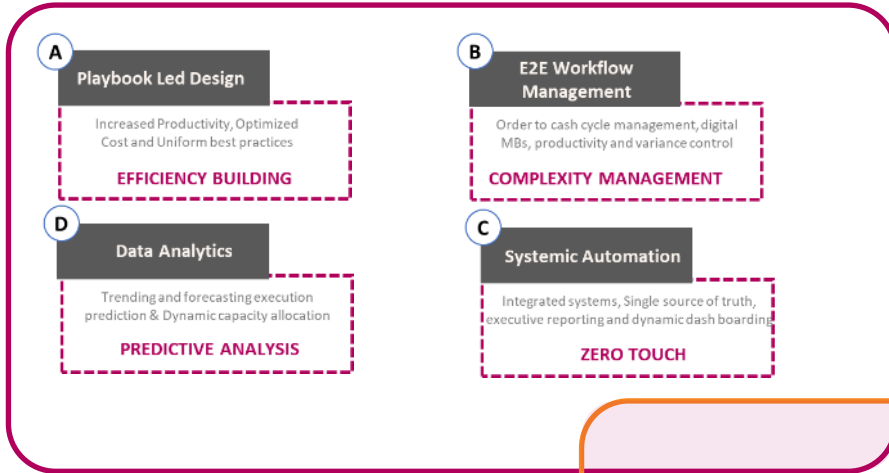 A
Playbook Led Design
Increased Productivity, Optimized
Cost and Uniform best practices
EFFICIENCY BUILDING
B
E2E Workflow
Management
Order to cash cycle management, digital
MBs, productivity and variance control
COMPLEXITY MANAGEMENT
D
Data Analytics
Trending and forecasting execution
prediction & Dynamic capacity allocation
PREDICTIVE ANALYSIS
C
Systemic Automation
Integrated systems, Single source of truth,
executive reporting and dynamic dash boarding
ZERO TOUCH